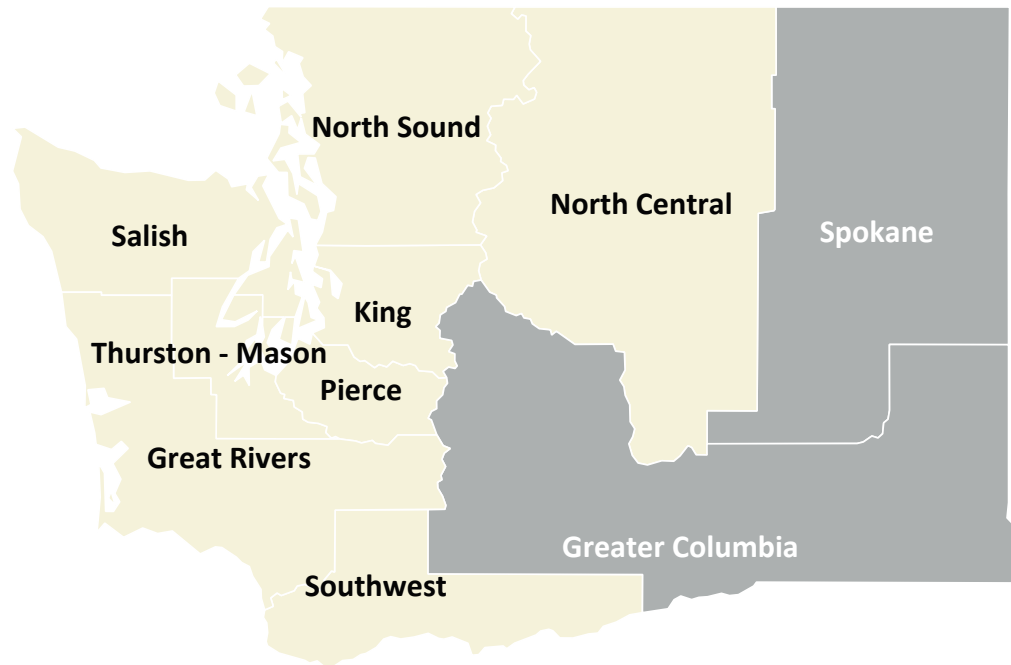 North Sound
North Central
Salish
Spokane
King
Thurston - Mason
Pierce
Great Rivers
Greater Columbia
Southwest